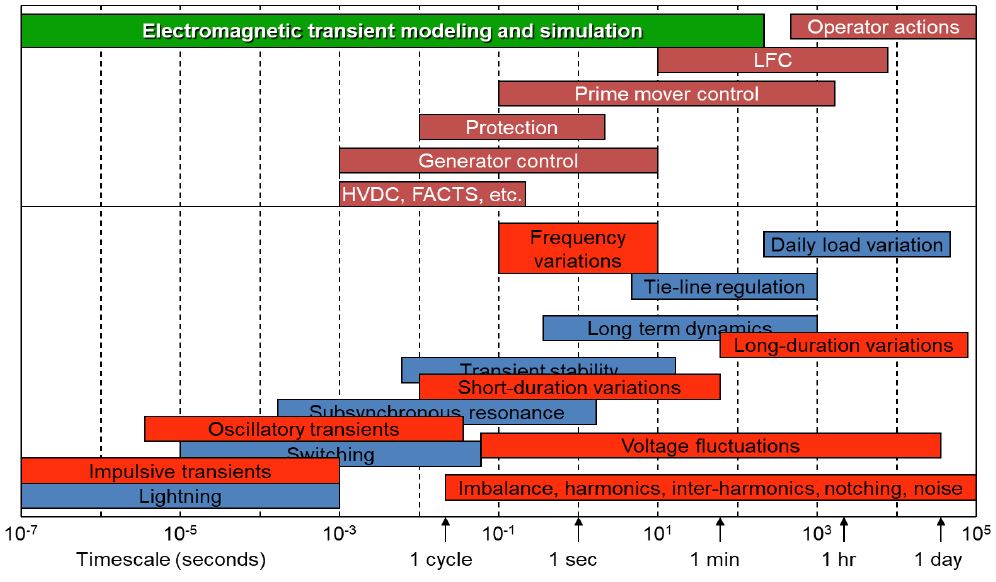 Electromagnetic transient modeling and simulation
Operator actions
LFC
Prime mover control
Protection
Generator control
HVDC, FACTS, etc.
Frequency
variations
Daily load variation
Tie-line regulation
Long term dynamics
Long-duration variations
Transient stability
Short-duration variations
Subsynchronous resonance
Oscillatory transients
Switching
Voltage fluctuations
Impulsive transients
Lightning
Imbalance, harmonics, inter-harmonics, notching, noise
10-7 10-5 10-3 10-1 101 103 105
Timescale (seconds) 1 cycle 1 sec 1 min 1 hr 1 day